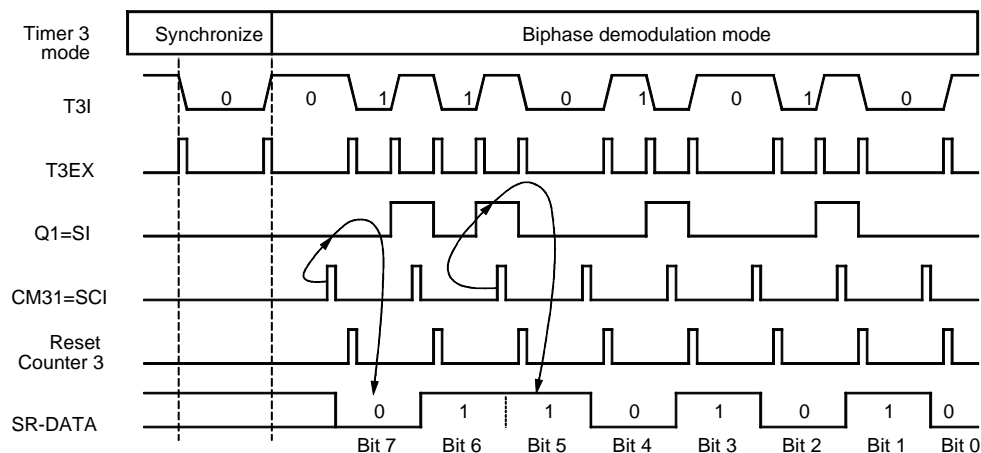 Timer 3
mode
Synchronize
Biphase demodulation mode
T3I
0 0 1 1 0 1 0 1 0
T3EX
Q1=SI
CM31=SCI
Reset
Counter 3
SR-DATA
0 1 1 0 1 0 1 0
Bit 7 Bit 6 Bit 5 Bit 4 Bit 3 Bit 2 Bit 1 Bit 0